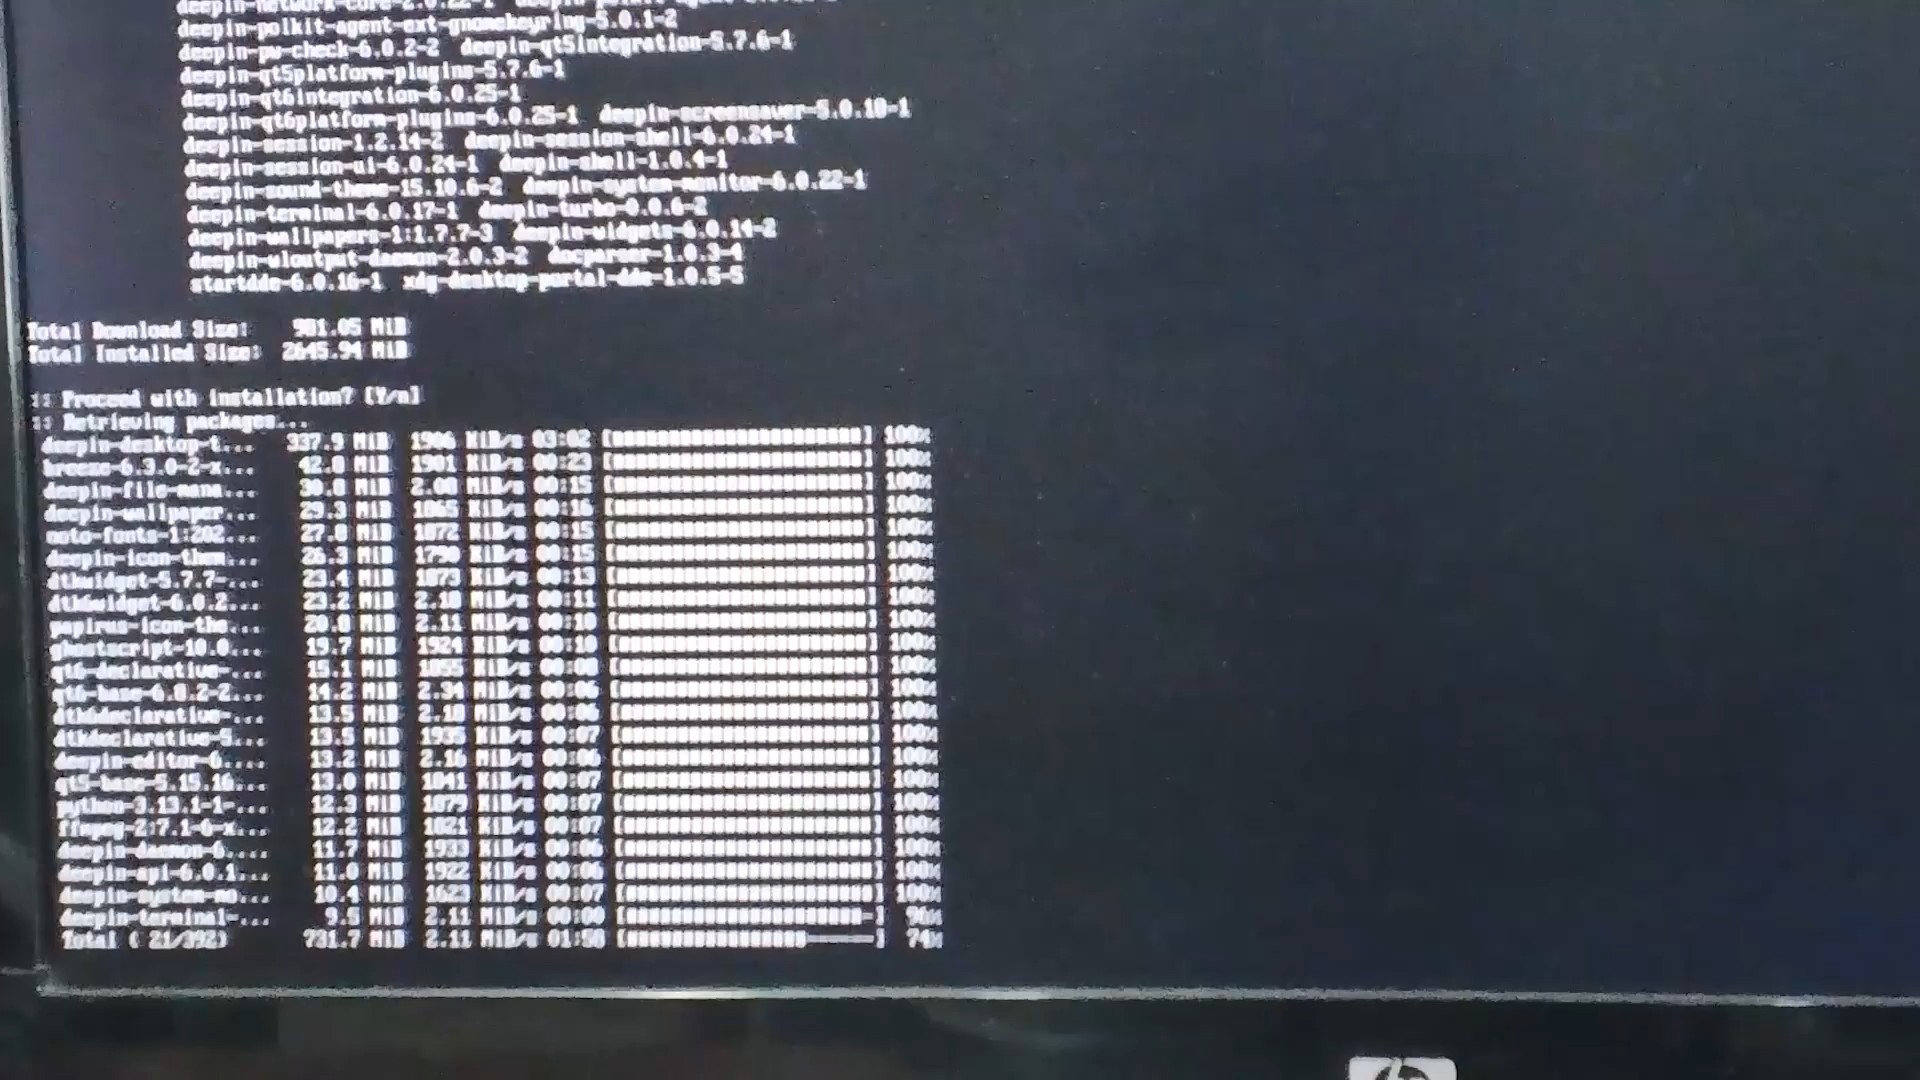 deepin-polkit-agent-ext-gnomekeyring-5.0.1-2
deepin-pw-check-6.0.2-2 deepin-qt5integration-5.7.6-1
deepin-qt5platform-plugins-5.7.6-1
deepin-qt6integration-6.0.25-1
deepin-qt6platform-plugins-6.0.25-1 deepin-screensaver-5.0.18-1
deepin-session-1.2.14-2 deepin-session-shell-6.0.24-1
deepin-session-ui-6.0.24-1 deepin-shell-1.0.4-1
deepin-sound-theme-15.10.6-2 deepin-system-monitor-6.0.22-1
deepin-terminal-6.0.17-1 deepin-turbo-0.0.6-2
deepin-wallpapers-1:1.7.7-3 deepin-widgets-6.0.14-2
deepin-wloutput-daemon-2.0.3-2 docparser-1.0.3-4
startdde-6.0.16-1 xdg-desktop-portal-dde-1.0.5-5
Total Download Size: 981.05 MiB
Total Installed Size: 2645.94 MiB
:: Proceed with installation? [Y/n]
:: Retrieving packages...
deepin-desktop-t... 337.9 MiB 1906 KiB/s 03:02 100%
breeze-6.3.0-2-x... 42.8 MiB 1901 KiB/s 00:23 100%
deepin-file-mana... 2.08 MiB/s 00:15 100%
deepin-wallpaper... 29.3 MiB 1865 KiB/s 00:16 100%
noto-fonts-1:202... 27.8 MiB 1872 KiB/s 00:15 100%
deepin-icon-them... 26.3 MiB 1790 KiB/s 00:15 100%
dtkwidget-5.7.7-... 23.4 MiB 1873 KiB/s 00:13 100%
dtk6widget-6.0.2... 23.2 MiB 2.18 MiB/s 00:11 100%
papirus-icon-the... 20.8 MiB 2.11 MiB/s 00:10 100%
ghostscript-10.0... 19.7 MiB 1924 KiB/s 00:10 100%
qt6-declarative-... 15.1 MiB KiB/s 00:08 100%
qt6-base-6.8.2-2... 14.2 MiB 2.34 MiB/s 00:06 100%
dtk6declarative-... 13.5 MiB 2.18 MiB/s 00:06 100%
dtkdeclarative-5... 13.5 MiB 1935 KiB/s 00:07 100%
deepin-editor-6.... 13.2 MiB 2.16 MiB/s 00:06 100%
qt5-base-5.15.16... 13.0 MiB 1841 KiB/s 00:07 100%
python-3.13.1-1-... 12.3 MiB 1879 KiB/s 00:07 100%
ffmpeg-2:7.1-6-x... 12.2 MiB 1821 KiB/s 00:07 100%
deepin-daemon-6.... 11.7 MiB 1933 KiB/s 00:06 100%
deepin-api-6.0.1... 11.0 MiB 1922 KiB/s 00:06 100%
deepin-system-mo... 10.4 MiB 1623 KiB/s 00:07 100%
deepin-terminal-... 9.5 MiB 2.11 MiB/s 00:00
Total ( 21/392) 731.7 MiB 2.11 MiB/s 01:58 74%
hp